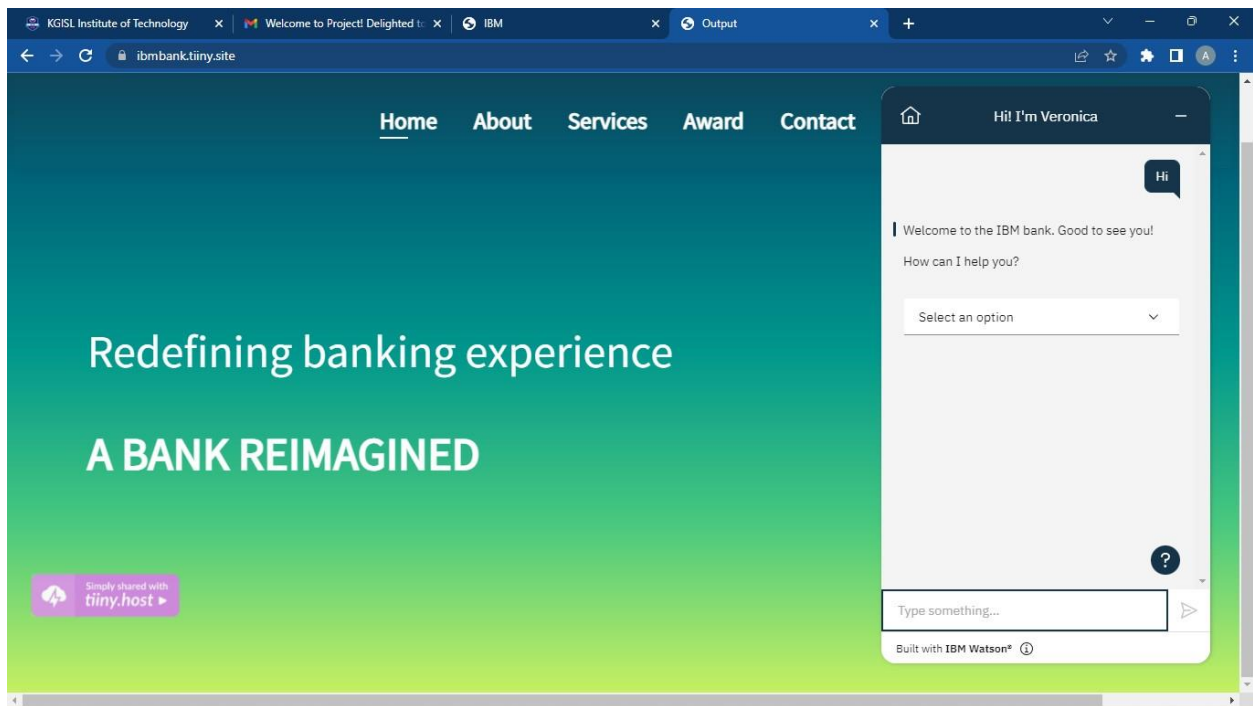 KGISL Institute of Technology
Welcome to Project! Delighted to
IBM
Output
ibmbank.tiiny.site
A
Home About Services Award Contact
Hi! I'm Veronica
Hi
Welcome to the IBM bank. Good to see you!
How can I help you?
Select an option
Redefining banking experience
A BANK REIMAGINED
?
Simply shared with
tiiny.host
Type something...
Built with IBM Watson®